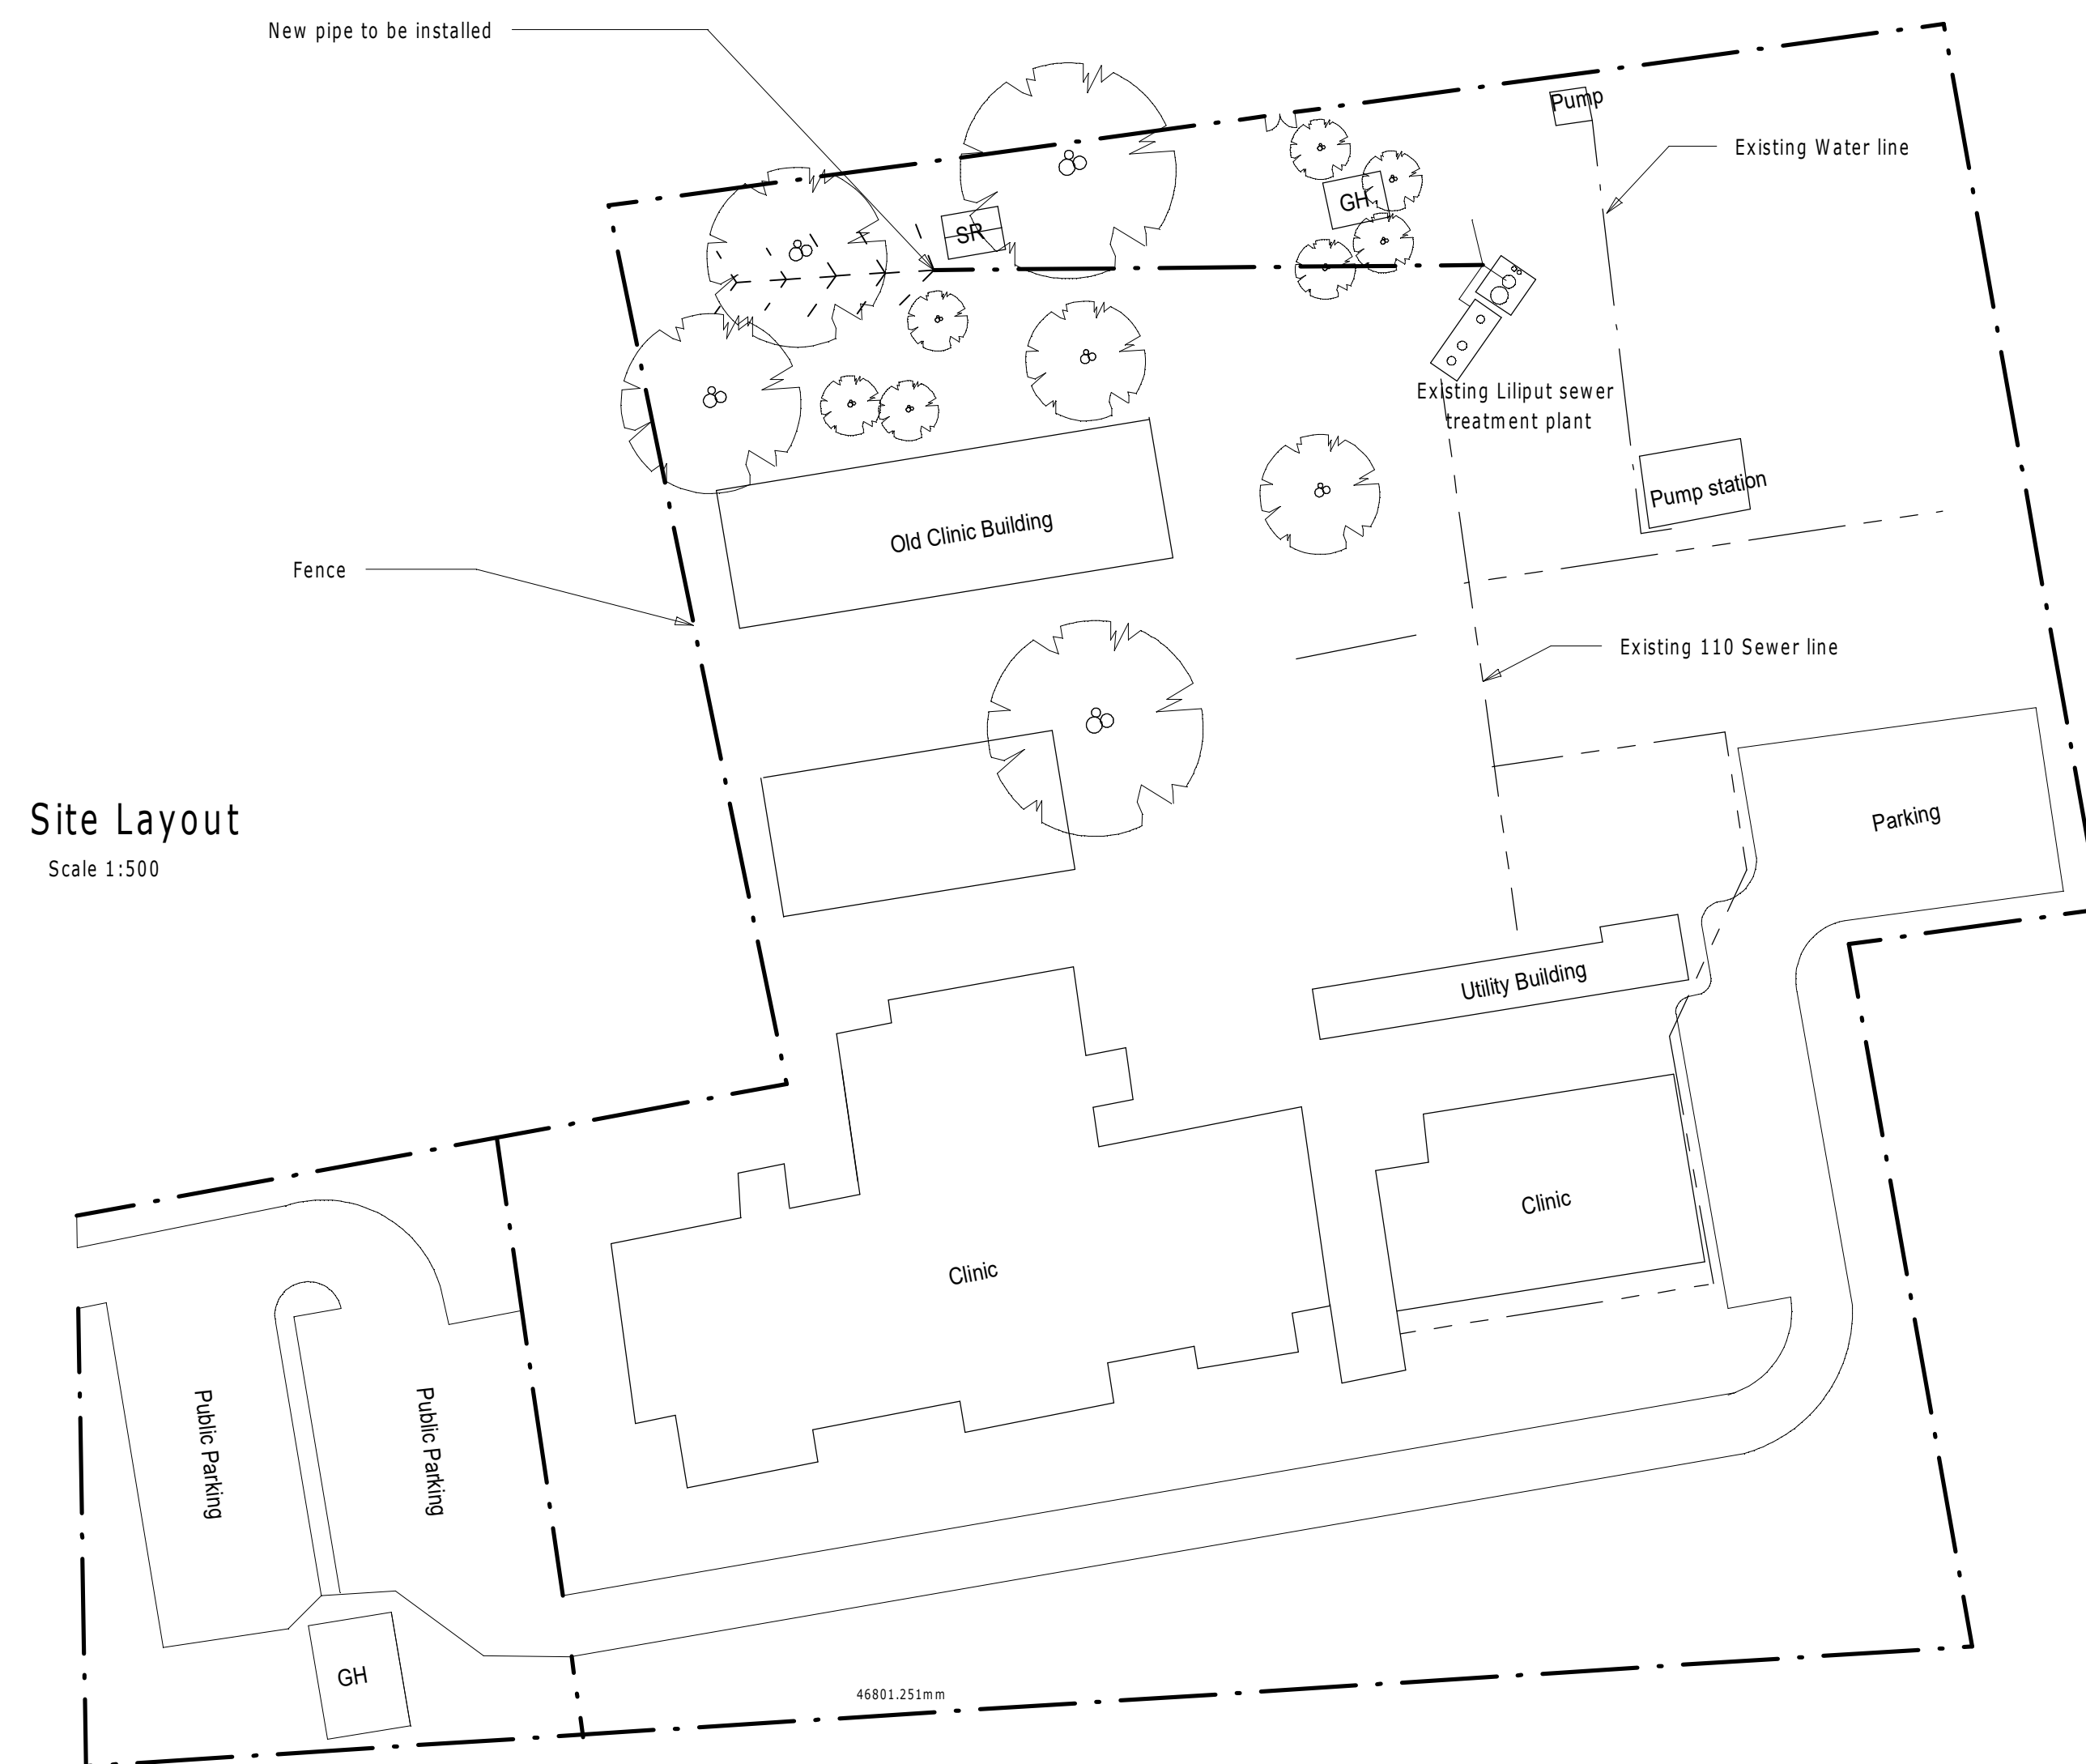 New pipe to be installed
Pump
Existing Water line
GH
SR
Existing Liliput sewer
treatment plant
Pump station
Old Clinic Building
Fence
Existing 110 Sewer line
Site Layout
Scale 1:500
Parking
Utility Building
Clinic
Clinic
Public Parking
Public Parking
GH
46801.251mm